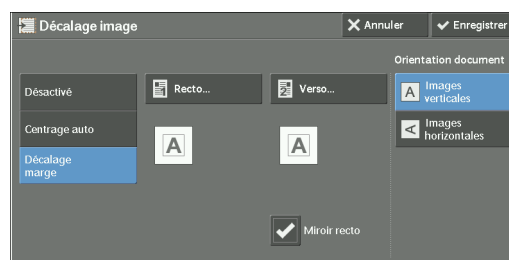 Décalage image
Annuler
Enregistrer
Orientation document
Désactivé
Centrage auto
Décalage
marge
Recto...
Verso...
A
A
Miroir recto
A
Images
verticales
A
Images
horizontales